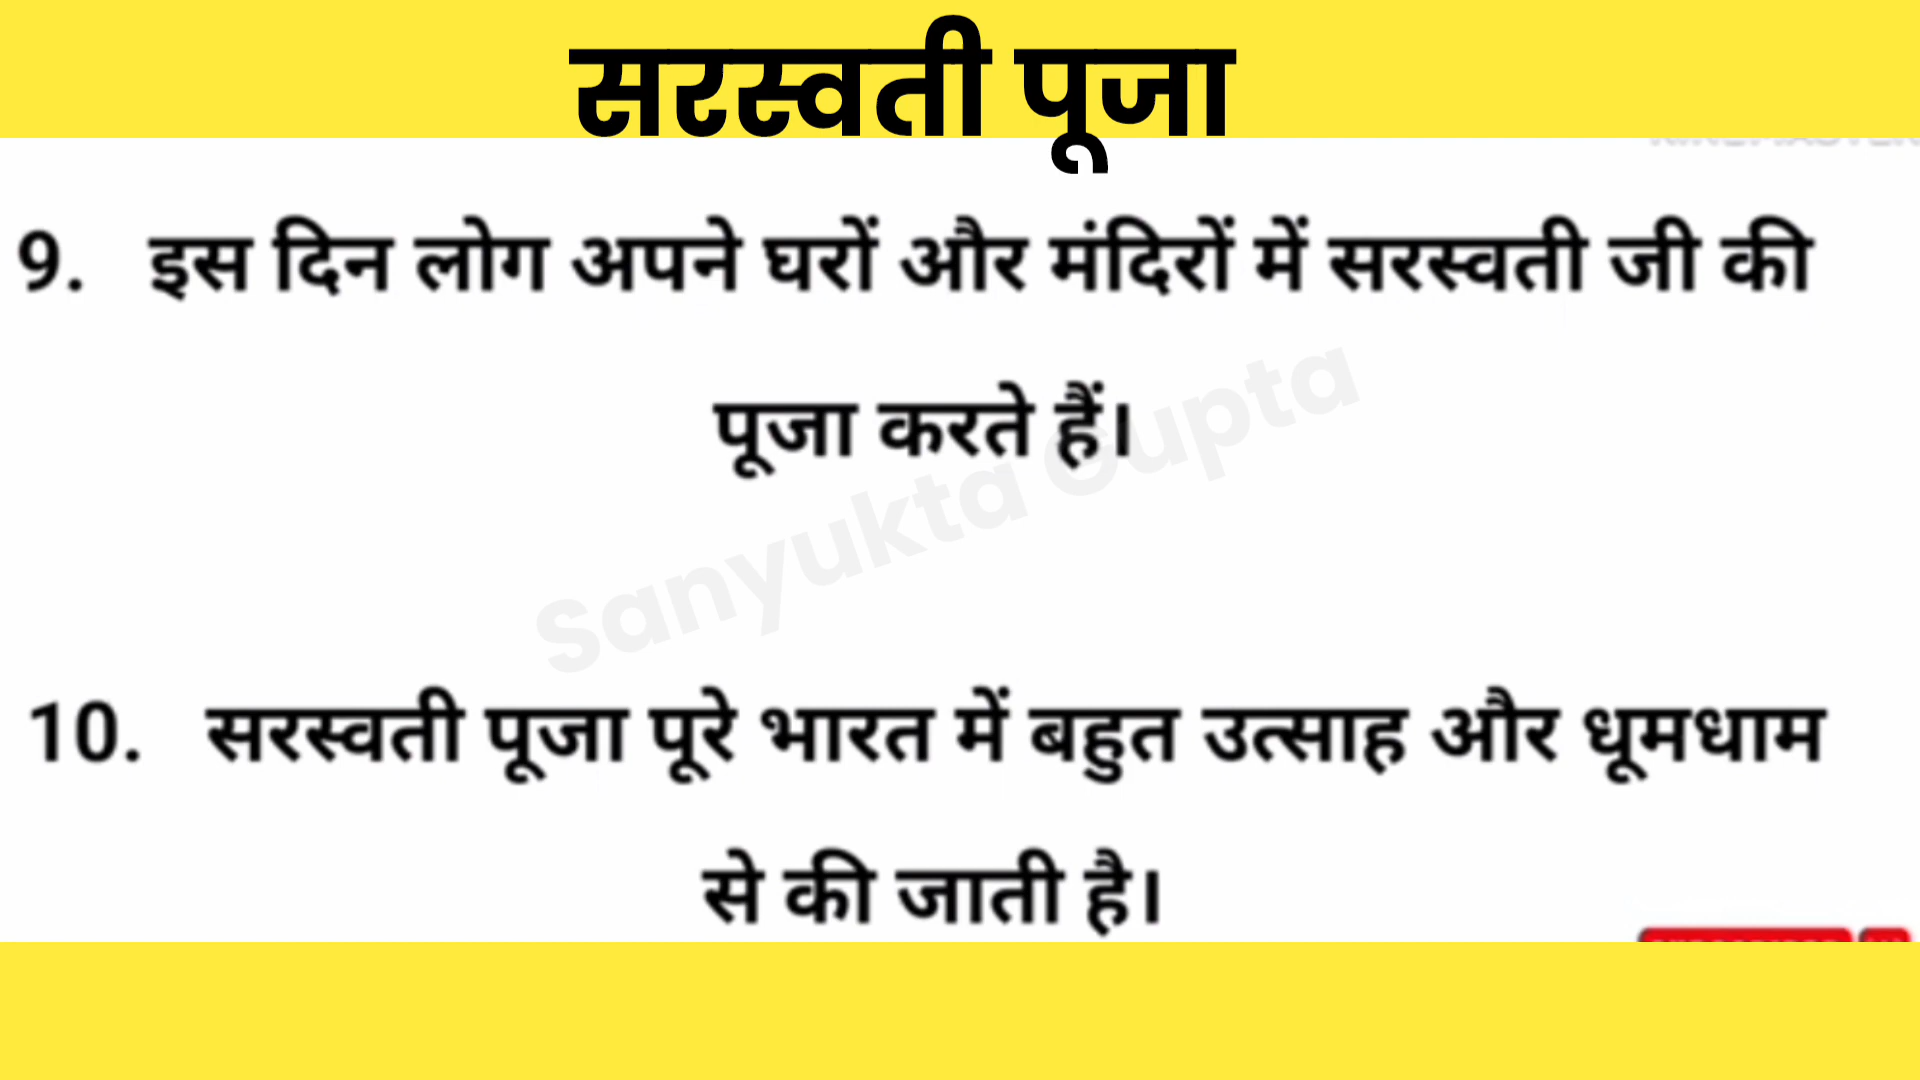 सरस्वती पूजा
9. इस दिन लोग अपने घरों और मंदिरों में सरस्वती जी की
पूजा करते हैं।
Sanyukta Gupta
10. सरस्वती पूजा पूरे भारत में बहुत उत्साह और धूमधाम
से की जाती है।